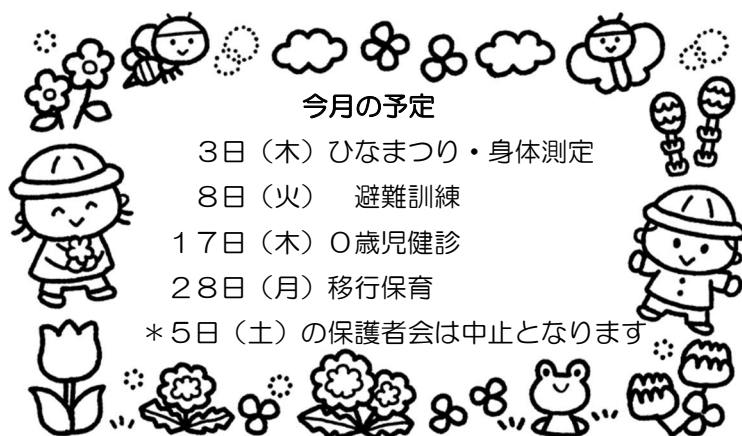 今月の予定
３日（木）ひなまつり・身体測定
８日（火）　避難訓練
１７日（木）０歳児健診
２８日（月）移行保育
＊５日（土）の保護者会は中止となります